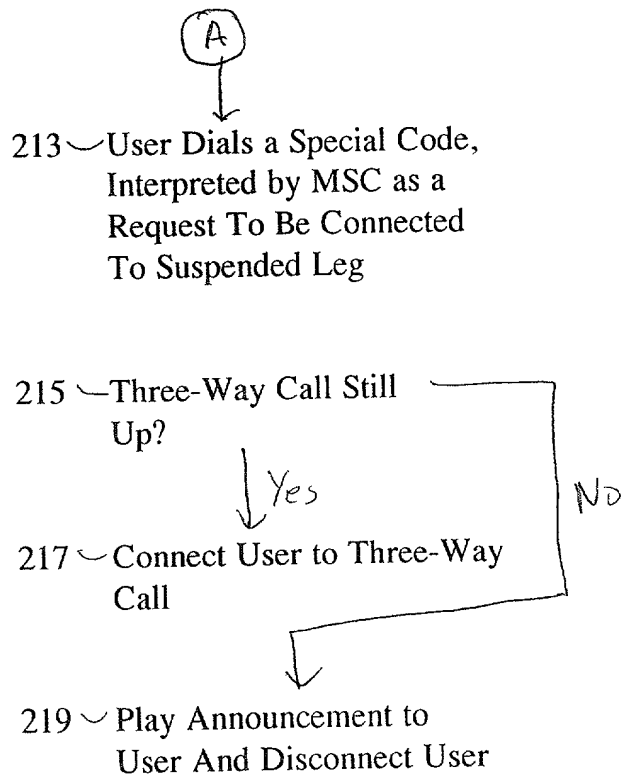 A
213 User Dials a Special Code,
Interpreted by MSC as a
Request To Be Connected
To Suspended Leg
215 Three-Way Call Still
Up?
Yes
No
217 Connect User to Three-Way
Call
219 Play Announcement to
User And Disconnect User